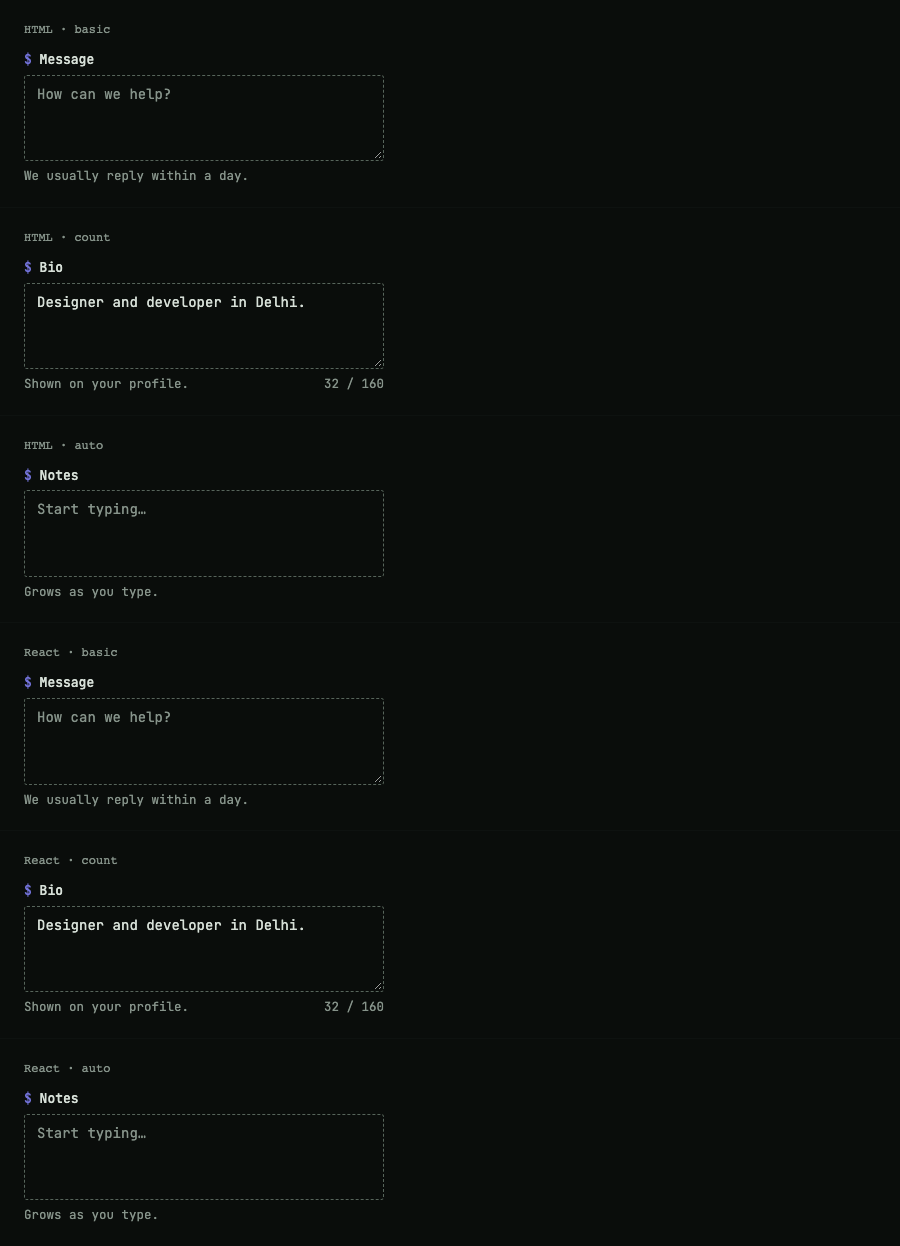 HTML · basic
$ Message
How can we help?
We usually reply within a day.
HTML · count
$ Bio
Designer and developer in Delhi.
Shown on your profile. 32 / 160
HTML · auto
$ Notes
Start typing…
Grows as you type.
React · basic
$ Message
How can we help?
We usually reply within a day.
React · count
$ Bio
Designer and developer in Delhi.
Shown on your profile. 32 / 160
React · auto
$ Notes
Start typing…
Grows as you type.